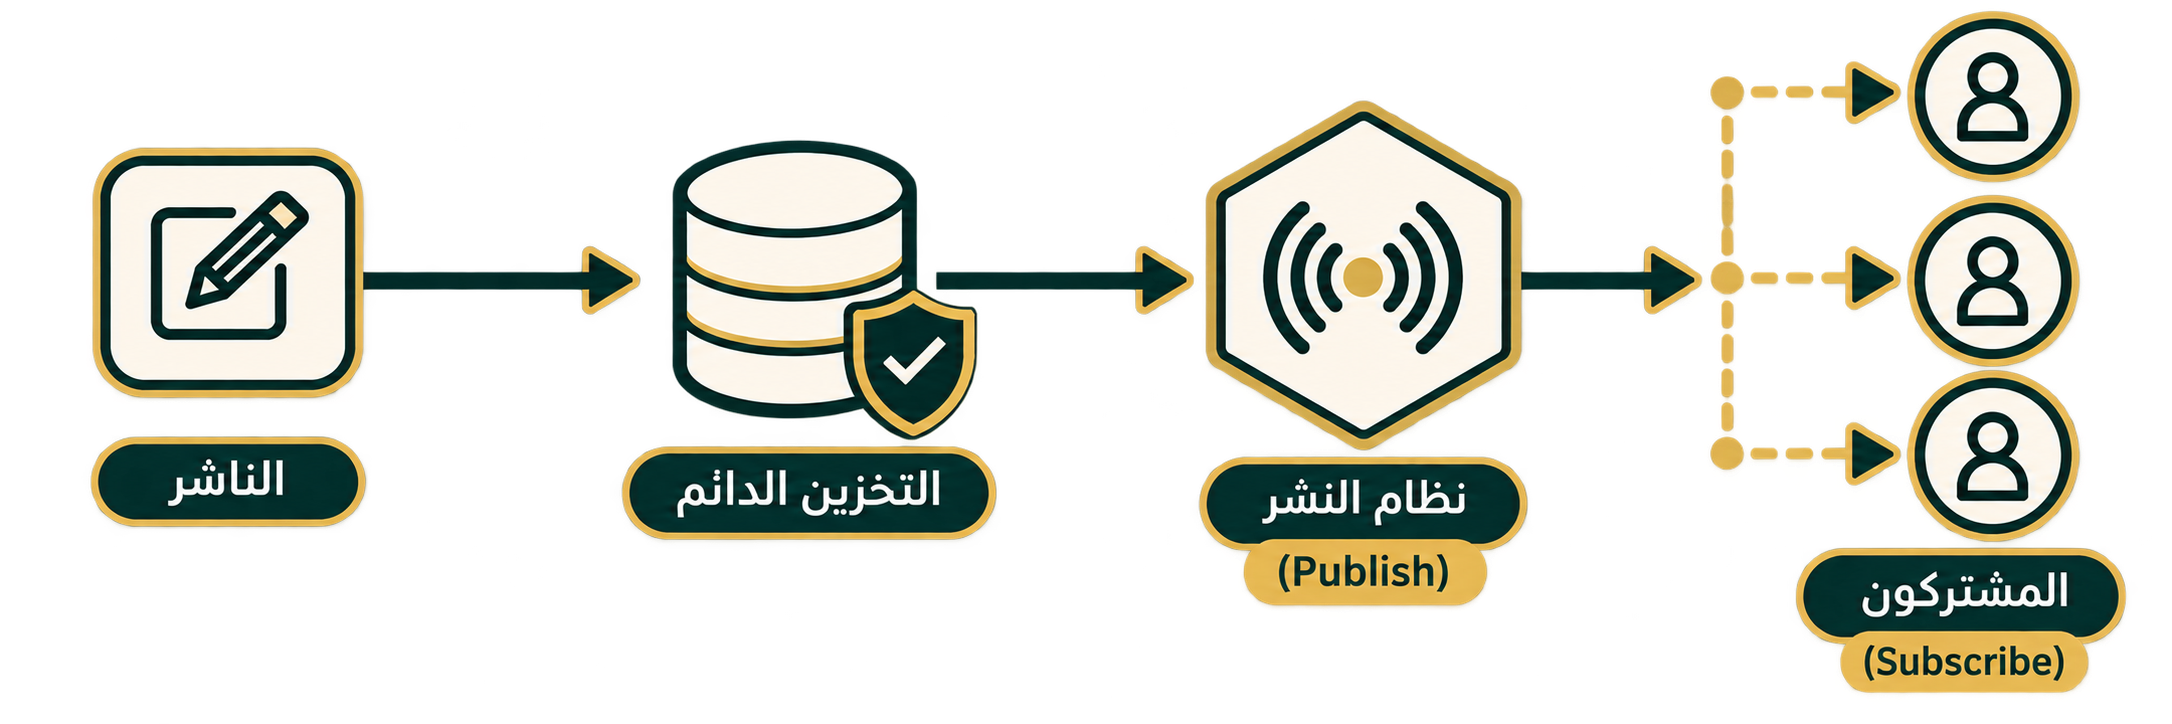 الناشر
التخزين الدائم
نظام النشر
(Publish)
المشتركون
(Subscribe)